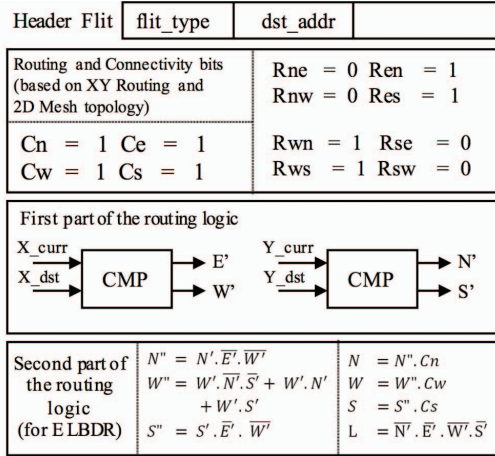 Header Flit flit_type dst_addr
Routing and Connectivity bits
(based on XY Routing and
2D Mesh topology)
Cn = 1 Ce = 1
Cw = 1 Cs = 1
Rne = 0 Ren = 1
Rnw = 0 Res = 1
Rwn = 1 Rse = 0
Rws = 1 Rsw = 0
First part of the routing logic
X_curr
X_dst
CMP
E'
W'
Y_curr
Y_dst
CMP
N'
S'
Second part of
the routing
logic
(for ELBDR)
N" = N'.E̅'̅.W̅'̅
W" = W'.N̅'̅.S̅'̅ + W'.N'
+ W'.S'
S" = S'.E̅'̅.W̅'̅
N = N".Cn
W = W".Cw
S = S".Cs
L = N̅'̅.E̅'̅.W̅'̅.S̅'̅